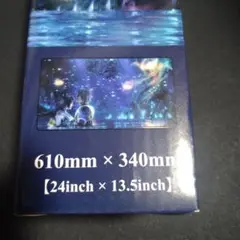 610mm × 340mm
【24inch × 13.5inch】